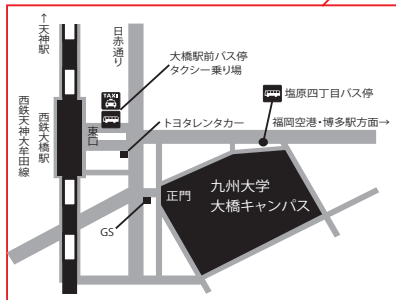 ↑天神駅
日赤通り
大橋駅前バス停
タクシー乗り場
TAXI
塩原四丁目バス停
西鉄天神大牟田線
西鉄大橋駅
東口
トヨタレンタカー
福岡空港・博多駅方面→
正門
九州大学
大橋キャンパス
GS